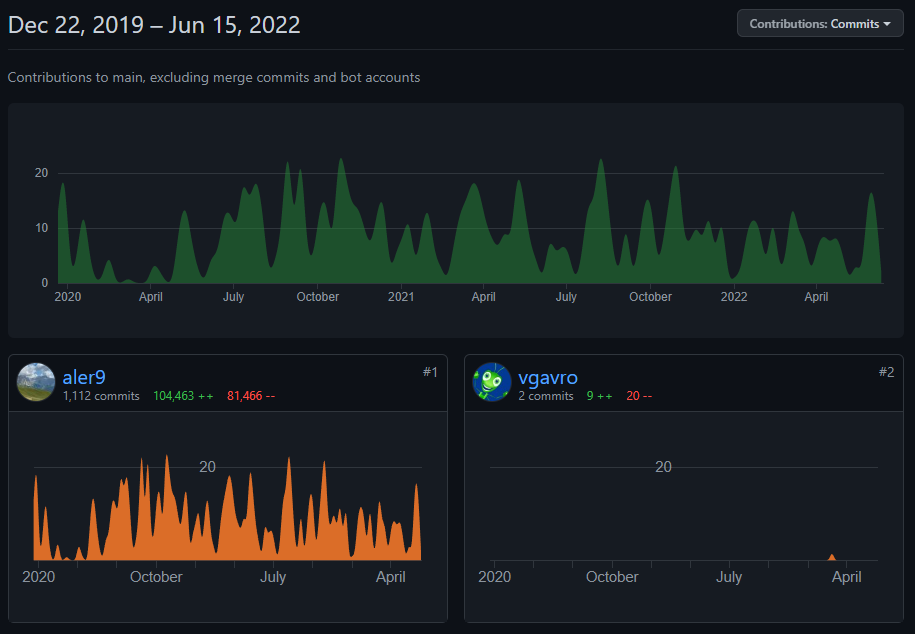 Dec 22, 2019 – Jun 15, 2022
Contributions: Commits
Contributions to main, excluding merge commits and bot accounts
20
10
0
2020 April July October 2021 April July October 2022 April
aler9
#1
1,112 commits 104,463 ++ 81,466 --
20
2020 October July April
vgavro
#2
2 commits 9 ++ 20 --
20
2020 October July April